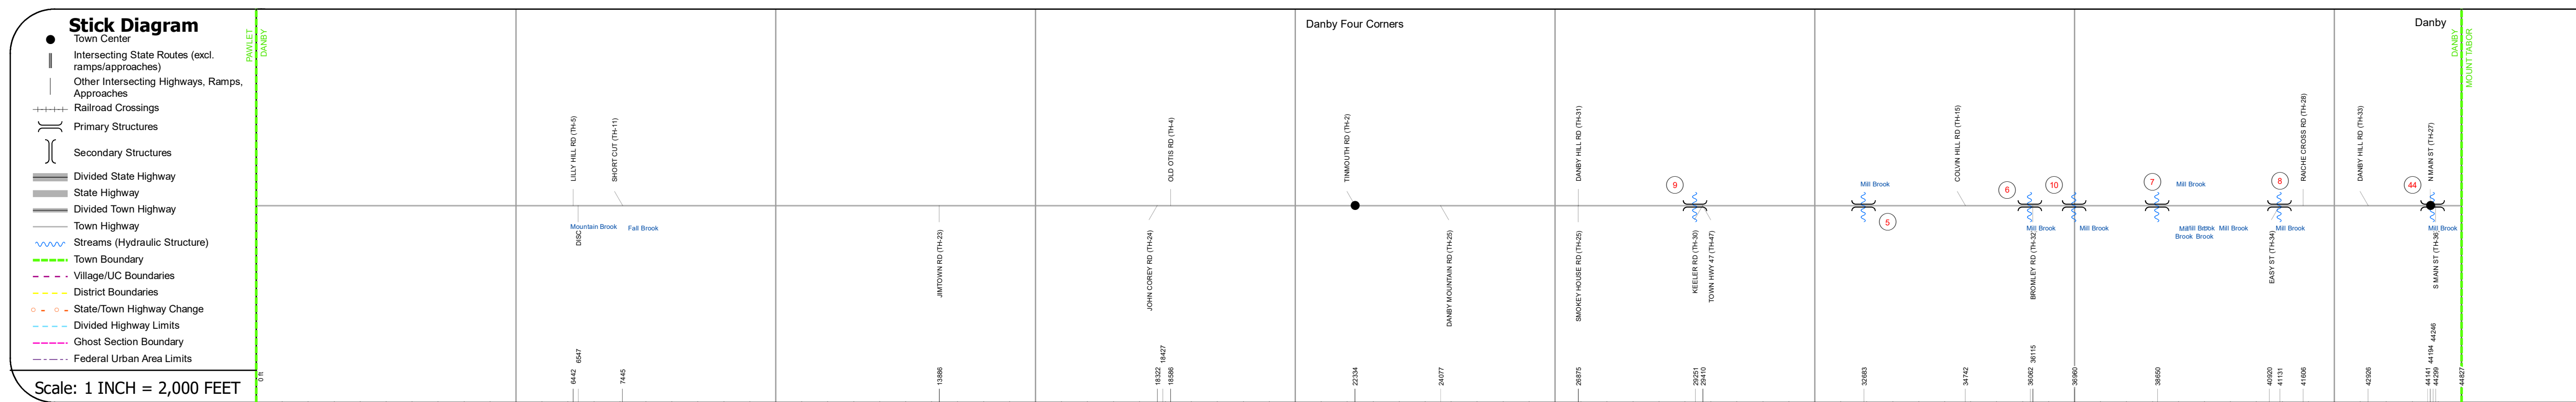 Stick Diagram
Town Center
Intersecting State Routes (excl.
ramps/approaches)
Other Intersecting Highways, Ramps,
Approaches
Railroad Crossings
Primary Structures
Secondary Structures
Divided State Highway
State Highway
Divided Town Highway
Town Highway
Streams (Hydraulic Structure)
Town Boundary
Village/UC Boundaries
District Boundaries
State/Town Highway Change
Divided Highway Limits
Ghost Section Boundary
Federal Urban Area Limits
Scale: 1 INCH = 2,000 FEET
PAWLET
DANBY
Danby Four Corners
Danby
DANBY
MOUNT TABOR
LILLY HILL RD (TH-5)
SHORT CUT (TH-11)
OLD OTIS RD (TH-4)
TINMOUTH RD (TH-2)
DANBY HILL RD (TH-31)
COLVIN HILL RD (TH-15)
RAICHE CROSS RD (TH-28)
DANBY HILL RD (TH-33)
N MAIN ST (TH-27)
9
5
6
10
7
8
44
Mill Brook
Mill Brook
DISC
Mountain Brook
Fall Brook
JIMTOWN RD (TH-23)
JOHN COREY RD (TH-24)
DANBY MOUNTAIN RD (TH-25)
SMOKEY HOUSE RD (TH-25)
KEELER RD (TH-30)
TOWN HWY 47 (TH-47)
Mill Brook
BROMLEY RD (TH-32)
Mill Brook
Mill Brook
Brook Brook
Mill Brook
EASY ST (TH-34)
Mill Brook
S MAIN ST (TH-36)
Mill Brook
0 ft
6442
6547
7445
13886
18322
18427
18586
22334
24077
26875
29251
29410
32683
34742
36062
36115
36960
38650
40920
41131
41606
42926
44141
44194
44246
44299
44827